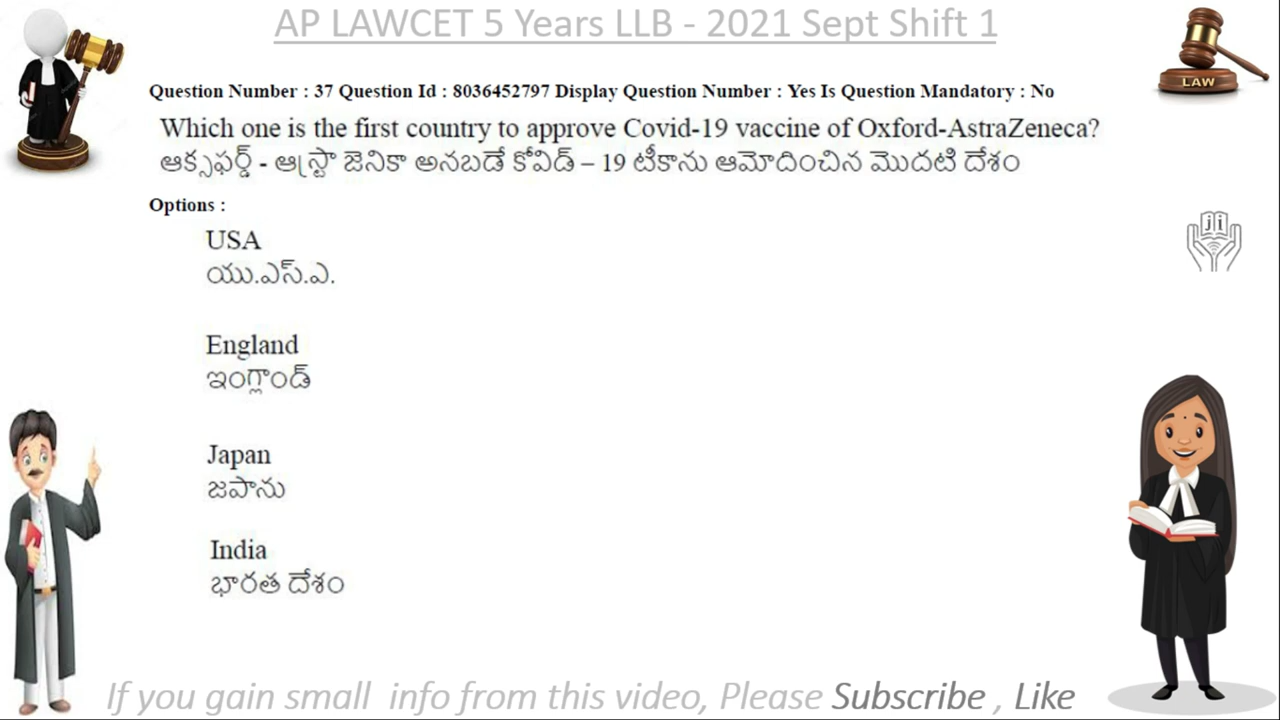 AP LAWCET 5 Years LLB - 2021 Sept Shift 1
LAW
Question Number : 37 Question Id : 8036452797 Display Question Number : Yes Is Question Mandatory : No
Which one is the first country to approve Covid-19 vaccine of Oxford-AstraZeneca?
ఆక్సఫర్డ్ - ఆస్ట్రా జెనికా అనబడే కోవిడ్ – 19 టీకాను ఆమోదించిన మొదటి దేశం
Options :
USA
యు.ఎస్.ఎ.
ji
England
ఇంగ్లాండ్
Japan
జపాను
India
భారత దేశం
If you gain small info from this video, Please Subscribe , Like